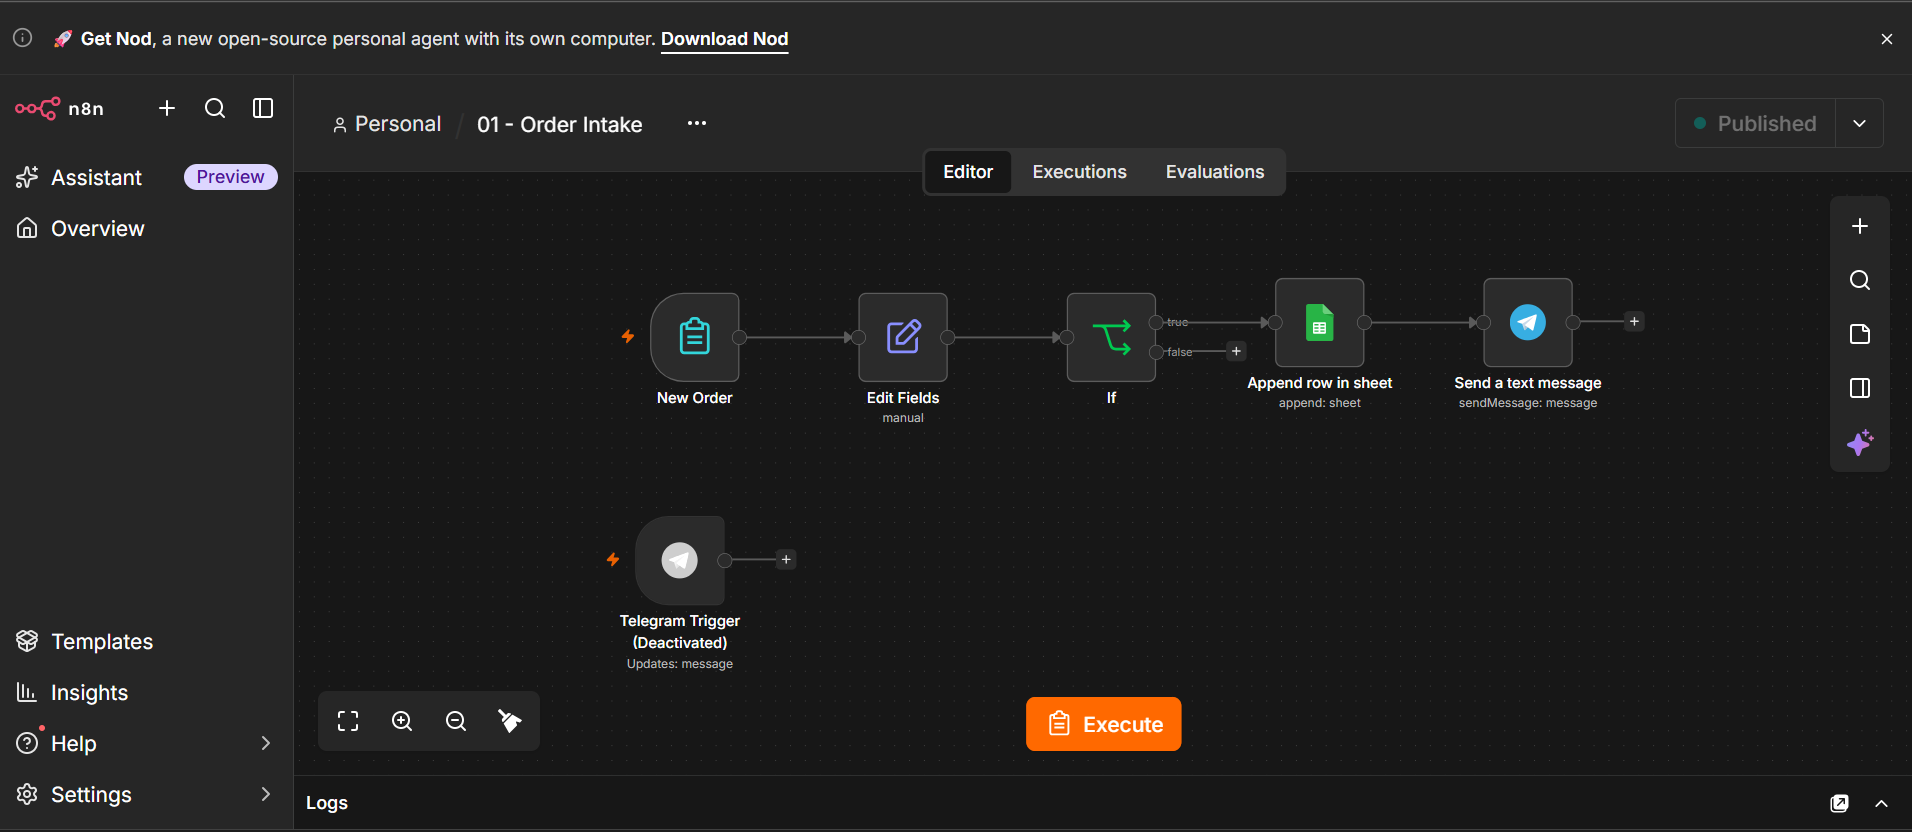 🚀 Get Nod, a new open-source personal agent with its own computer. Download Nod
n8n
Personal / 01 - Order Intake ...
Published
Assistant Preview
Editor Executions Evaluations
Overview
true
false
New Order
Edit Fields
manual
If
Append row in sheet
append: sheet
Send a text message
sendMessage: message
Telegram Trigger
(Deactivated)
Updates: message
Templates
Insights
Help
Settings
Execute
Logs